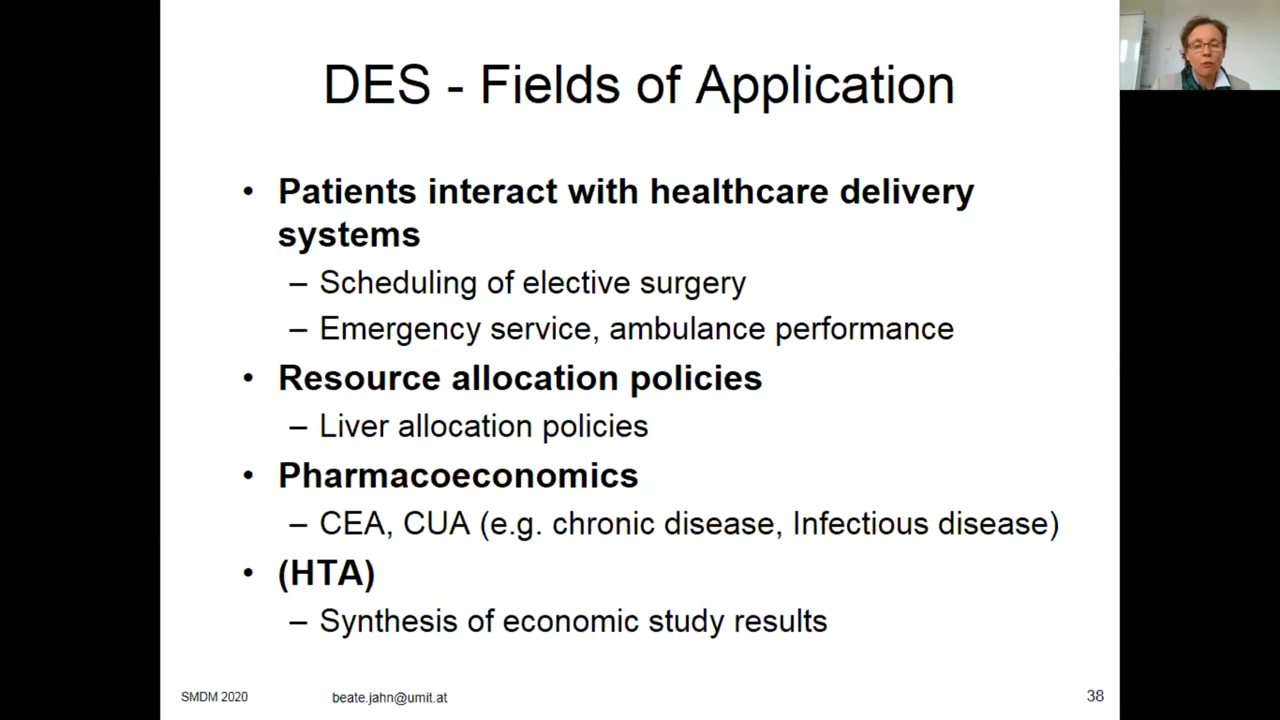 DES - Fields of Application
• Patients interact with healthcare delivery
systems
– Scheduling of elective surgery
– Emergency service, ambulance performance
• Resource allocation policies
– Liver allocation policies
• Pharmacoeconomics
– CEA, CUA (e.g. chronic disease, Infectious disease)
• (HTA)
– Synthesis of economic study results
SMDM 2020 beate.jahn@umit.at 38